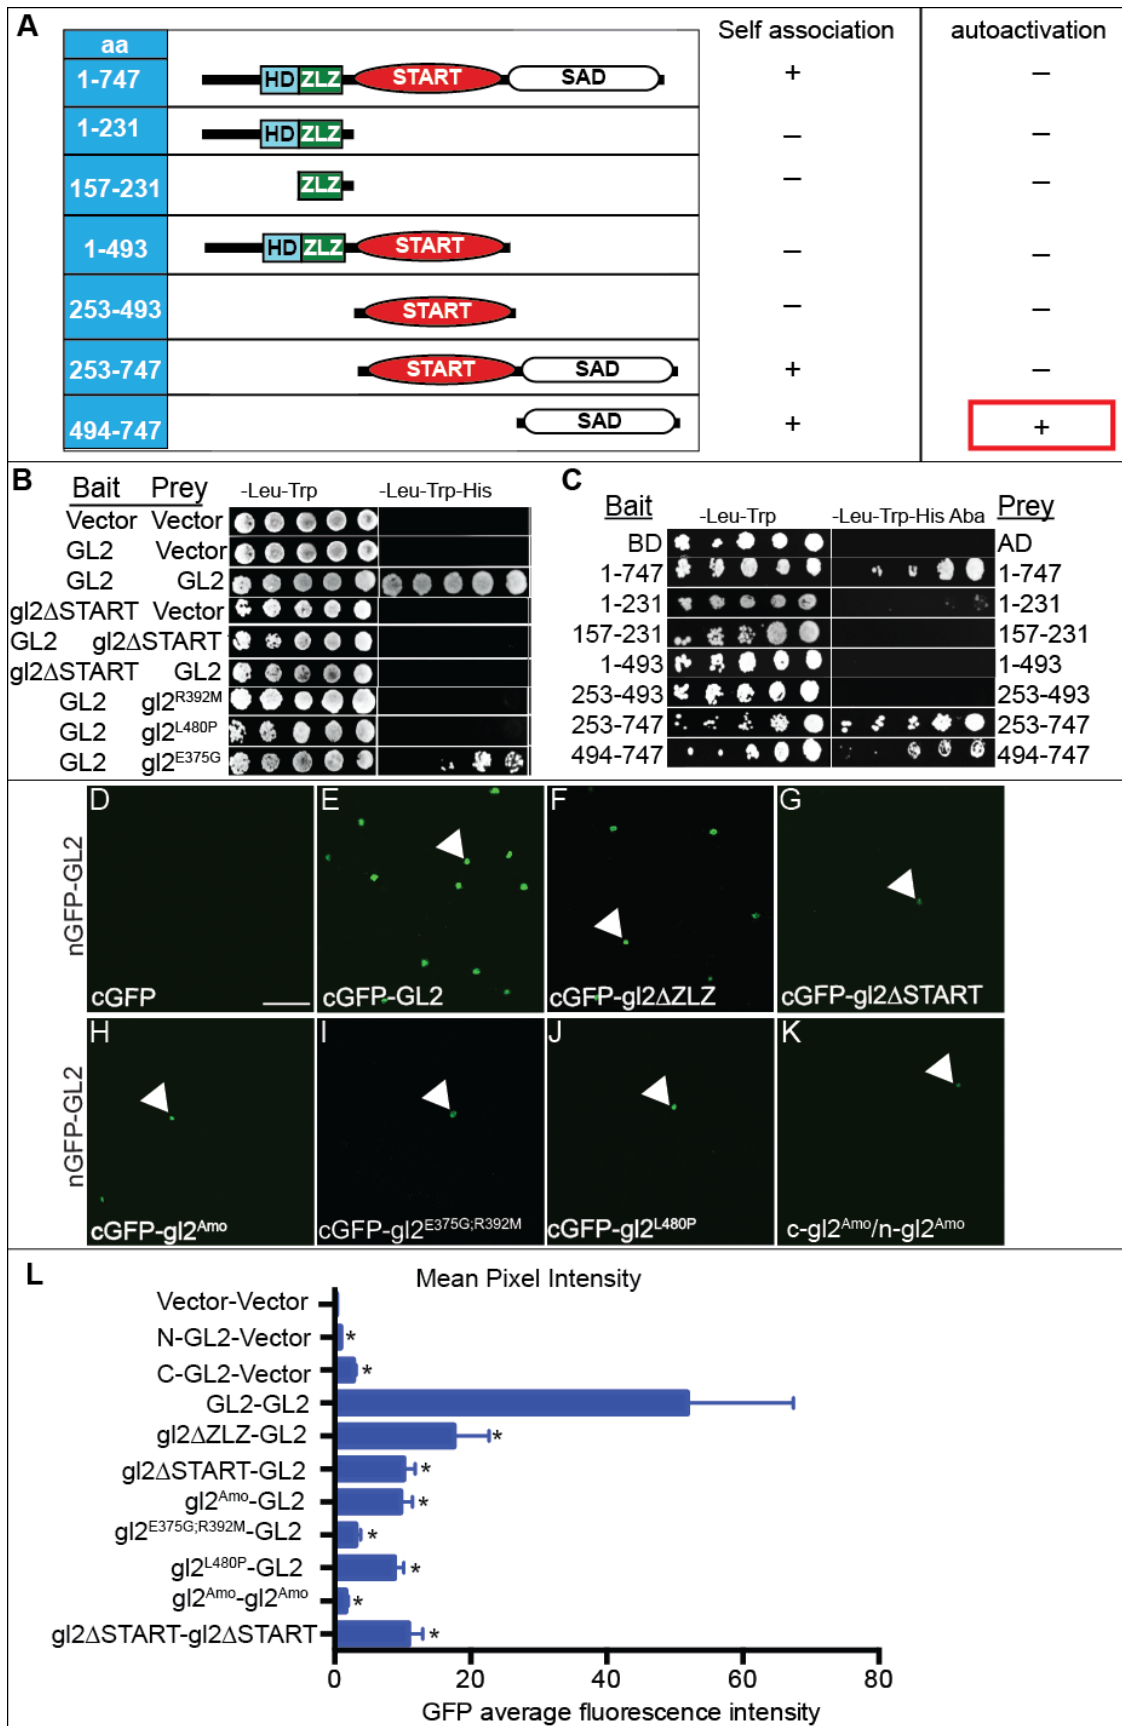 A
aa
Self association
autoactivation
1-747
HD ZLZ START SAD
+
–
1-231
HD ZLZ
–
–
157-231
ZLZ
–
–
1-493
HD ZLZ START
–
–
253-493
START
–
–
253-747
START SAD
+
–
494-747
SAD
+
+
B
Bait Prey -Leu-Trp -Leu-Trp-His
Vector Vector
GL2 Vector
GL2 GL2
gl2ΔSTART Vector
GL2 gl2ΔSTART
gl2ΔSTART GL2
GL2 gl2R392M
GL2 gl2L480P
GL2 gl2E375G
C
Bait -Leu-Trp -Leu-Trp-His Aba Prey
BD AD
1-747 1-747
1-231 1-231
157-231 157-231
1-493 1-493
253-493 253-493
253-747 253-747
494-747 494-747
nGFP-GL2
D
cGFP
E
cGFP-GL2
F
cGFP-gl2ΔZLZ
G
cGFP-gl2ΔSTART
nGFP-GL2
H
cGFP-gl2Amo
I
cGFP-gl2E375G;R392M
J
cGFP-gl2L480P
K
c-gl2Amo/n-gl2Amo
L
Mean Pixel Intensity
Vector-Vector
N-GL2-Vector *
C-GL2-Vector *
GL2-GL2
gl2ΔZLZ-GL2 *
gl2ΔSTART-GL2 *
gl2Amo-GL2 *
gl2E375G;R392M-GL2 *
gl2L480P-GL2 *
gl2Amo-gl2Amo *
gl2ΔSTART-gl2ΔSTART *
0 20 40 60 80
GFP average fluorescence intensity